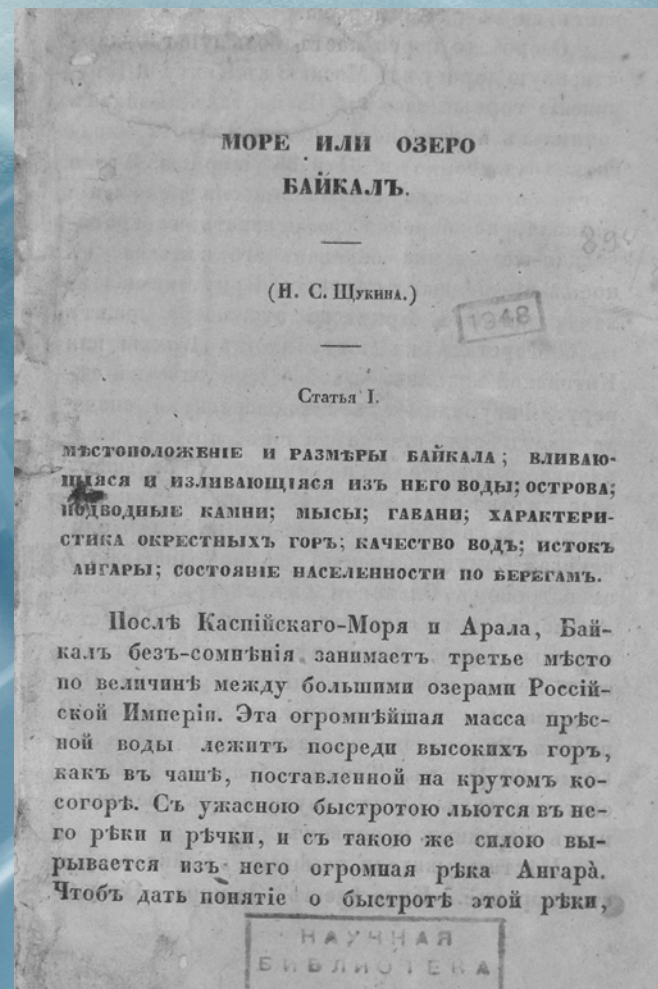 МОРЕ ИЛИ ОЗЕРО
БАЙКАЛЪ.
(Н. С. Щукина.)
1948
Статья I.
МѢСТОПОЛОЖЕНІЕ И РАЗМѢРЫ БАЙКАЛА; ВЛИВАЮ-
ЩІЯСЯ И ИЗЛИВАЮЩІЯСЯ ИЗЪ НЕГО ВОДЫ; ОСТРОВА;
ПОДВОДНЫЕ КАМНИ; МЫСЫ; ГАВАНИ; ХАРАКТЕРИ-
СТИКА ОКРЕСТНЫХЪ ГОРЪ; КАЧЕСТВО ВОДЪ; ИСТОКЪ
АНГАРЫ; СОСТОЯНІЕ НАСЕЛЕННОСТИ ПО БЕРЕГАМЪ.
Послѣ Каспійскаго-Моря и Арала, Бай-
калъ безъ-сомнѣнія занимаетъ третье мѣсто
по величинѣ между большими озерами Россій-
ской Имперіи. Эта огромнѣйшая масса прѣс-
ной воды лежитъ посреди высокихъ горъ,
какъ въ чашѣ, поставленной на крутомъ ко-
согорѣ. Съ ужасною быстротою льются въ не-
го рѣки и рѣчки, и съ такою же силою вы-
рывается изъ него огромная рѣка Ангара̀.
Чтобъ дать понятіе о быстротѣ этой рѣки,
НАУЧНАЯ
БИБЛИОТЕКА